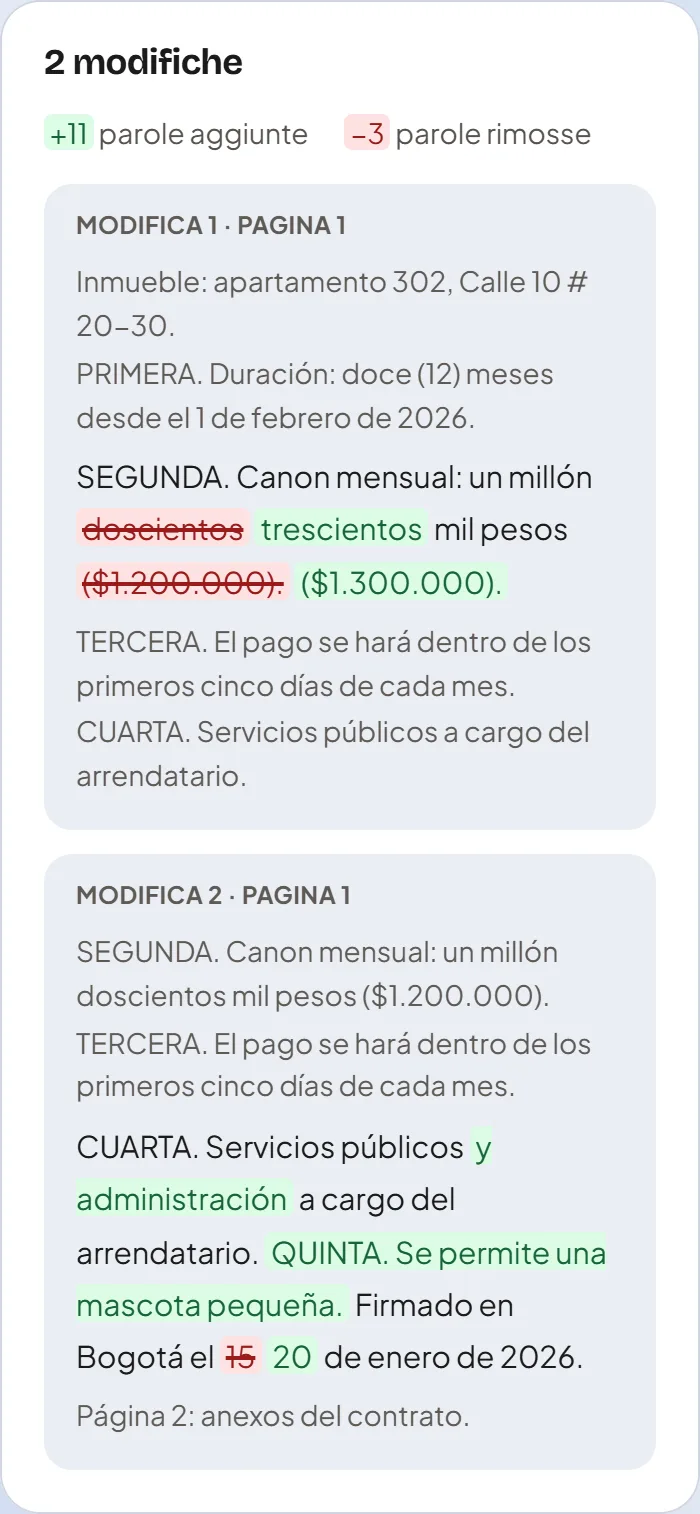 2 modifiche
+11 parole aggiunte −3 parole rimosse
MODIFICA 1 · PAGINA 1
Inmueble: apartamento 302, Calle 10 #
20–30.
PRIMERA. Duración: doce (12) meses
desde el 1 de febrero de 2026.
SEGUNDA. Canon mensual: un millón
doscientos trescientos mil pesos
($1.200.000). ($1.300.000).
TERCERA. El pago se hará dentro de los
primeros cinco días de cada mes.
CUARTA. Servicios públicos a cargo del
arrendatario.
MODIFICA 2 · PAGINA 1
SEGUNDA. Canon mensual: un millón
doscientos mil pesos ($1.200.000).
TERCERA. El pago se hará dentro de los
primeros cinco días de cada mes.
CUARTA. Servicios públicos y
administración a cargo del
arrendatario. QUINTA. Se permite una
mascota pequeña. Firmado en
Bogotá el 15 20 de enero de 2026.
Página 2: anexos del contrato.